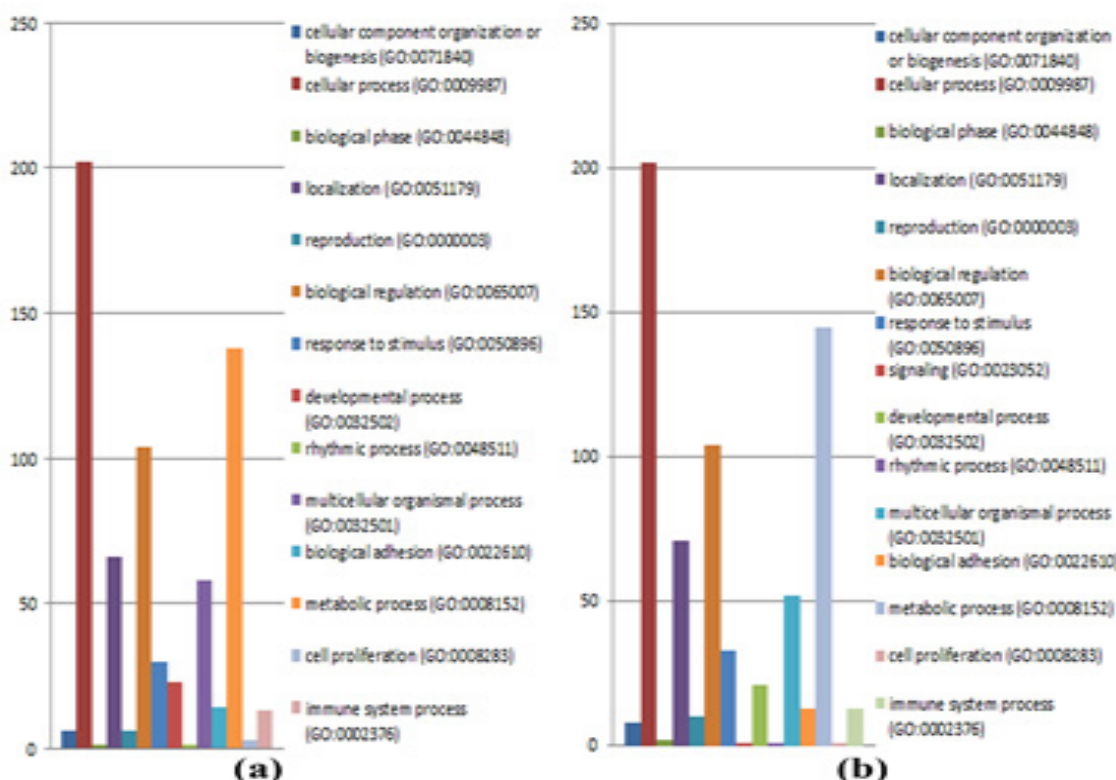 250
200
150
100
50
0
cellular component organization or
biogenesis (GO:0071840)
cellular process (GO:0009987)
biological phase (GO:0044848)
localization (GO:0051179)
reproduction (GO:0000003)
biological regulation (GO:0065007)
response to stimulus (GO:0050896)
developmental process
(GO:0032502)
rhythmic process (GO:0048511)
multicellular organismal process
(GO:0032501)
biological adhesion (GO:0022610)
metabolic process (GO:0008152)
cell proliferation (GO:0008283)
immune system process
(GO:0002376)
(a)
250
200
150
100
50
0
cellular component organization
or biogenesis (GO:0071840)
cellular process (GO:0009987)
biological phase (GO:0044848)
localization (GO:0051179)
reproduction (GO:0000003)
biological regulation
(GO:0065007)
response to stimulus
(GO:0050896)
signaling (GO:0023052)
developmental process
(GO:0032502)
rhythmic process (GO:0048511)
multicellular organismal process
(GO:0032501)
biological adhesion (GO:0022610)
metabolic process (GO:0008152)
cell proliferation (GO:0008283)
immune system process
(GO:0002376)
(b)